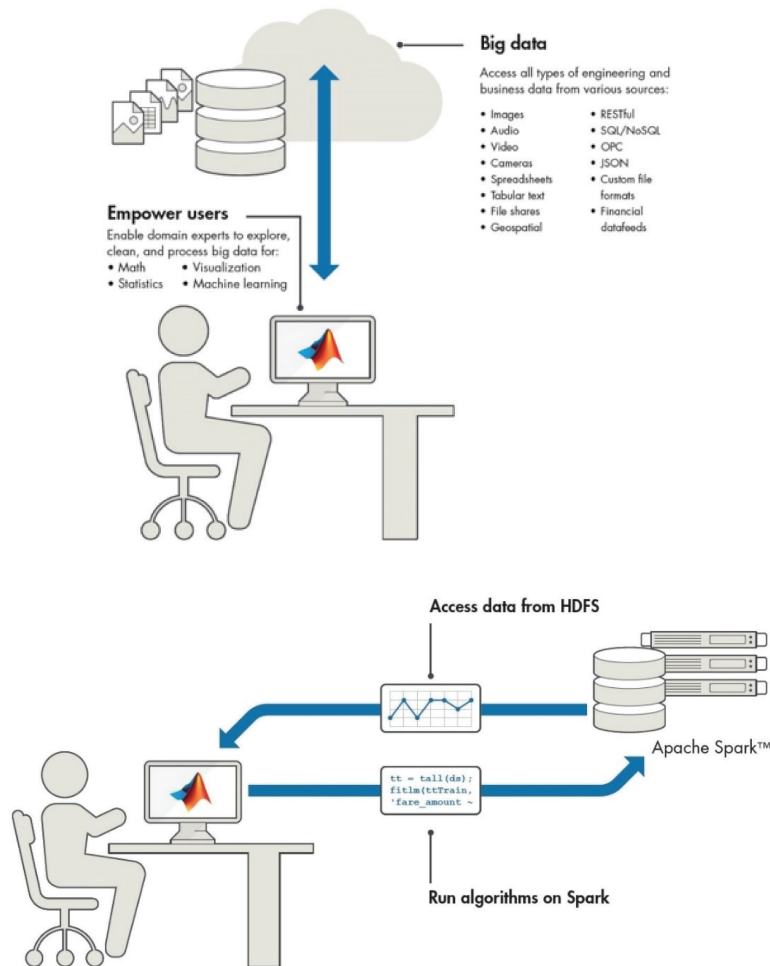 Big data
Access all types of engineering and
business data from various sources:
• Images
• Audio
• Video
• Cameras
• Spreadsheets
• Tabular text
• File shares
• Geospatial
• RESTful
• SQL/NoSQL
• OPC
• JSON
• Custom file
formats
• Financial
datafeeds
Empower users
Enable domain experts to explore,
clean, and process big data for:
• Math
• Statistics
• Visualization
• Machine learning
Access data from HDFS
Apache Spark™
tt = tall(ds);
fitlm(ttTrain,
'fare_amount ~
Run algorithms on Spark